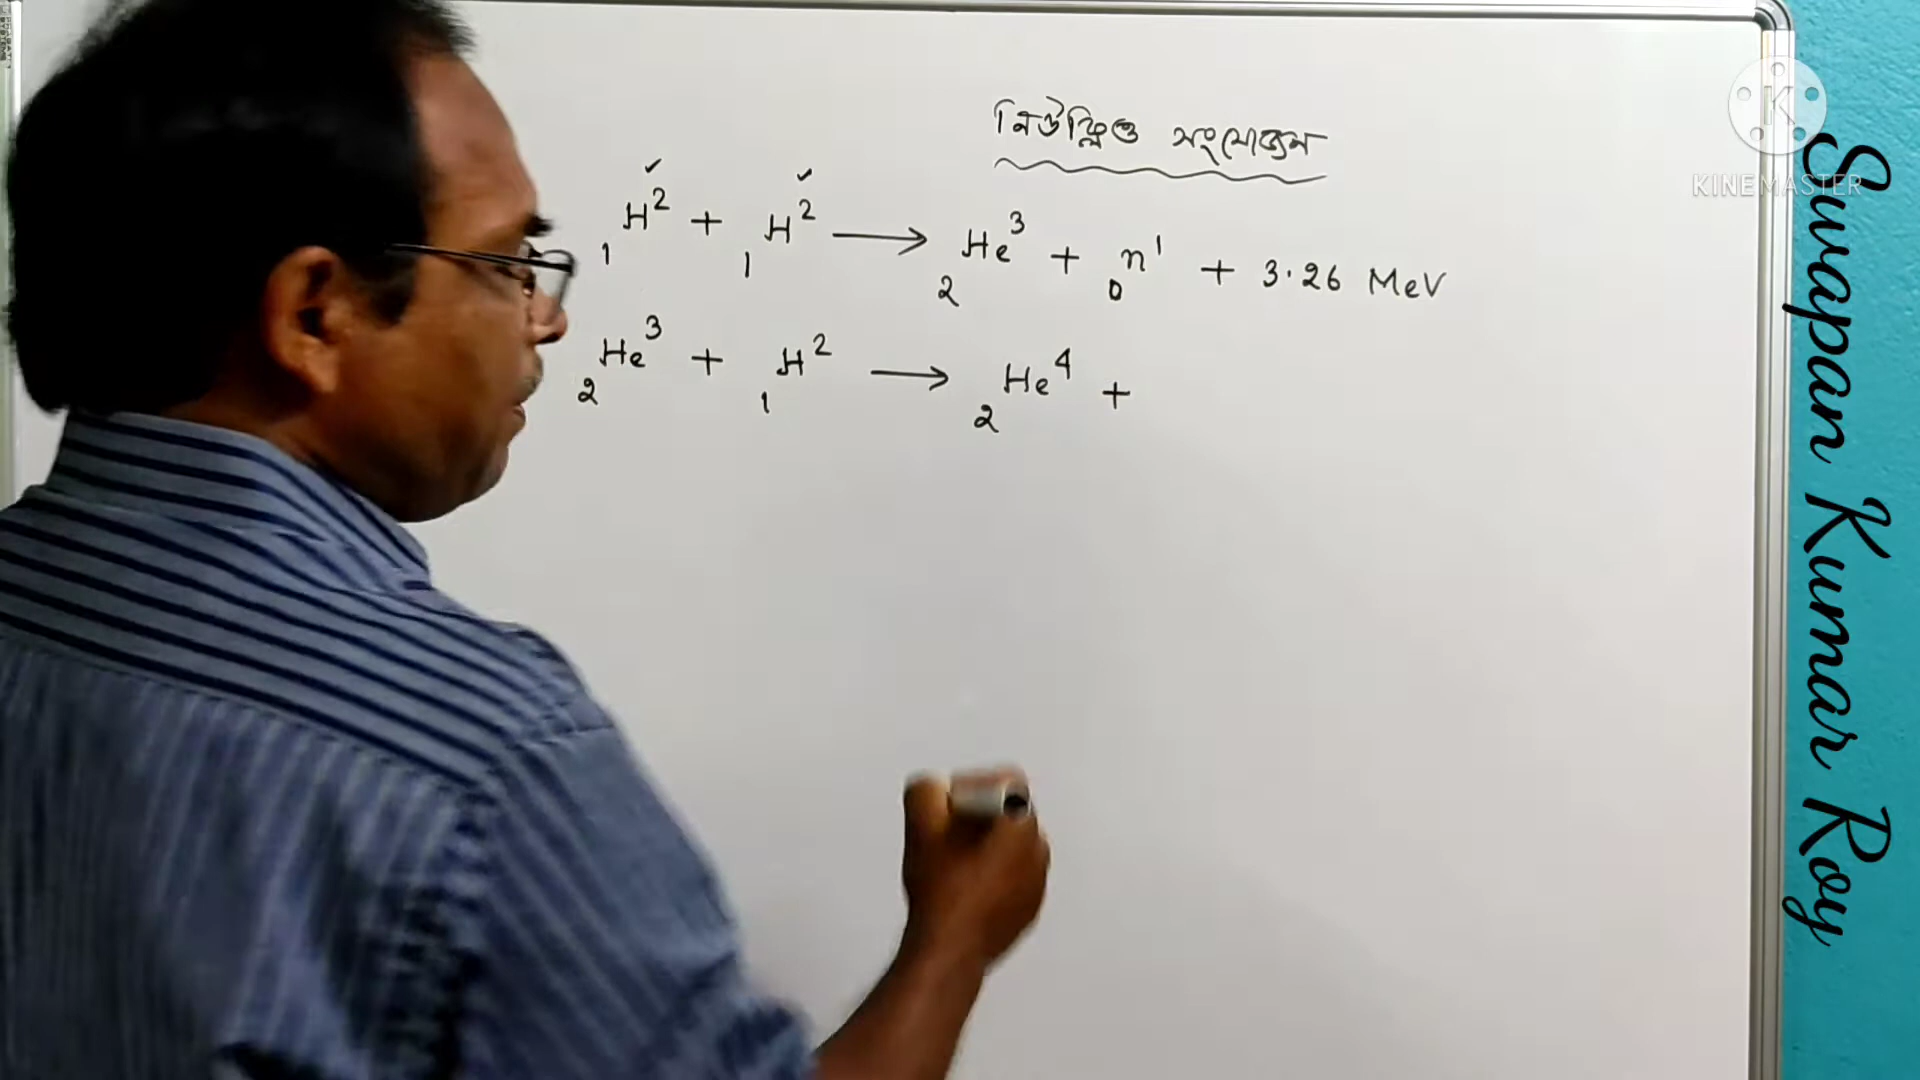 নিউক্লিও সংযোজন
₁H² + ₁H² ⟶ ₂He³ + ₀n¹ + 3.26 MeV
₂He³ + ₁H² ⟶ ₂He⁴ +
KINEMASTER
Swapan Kumar Roy